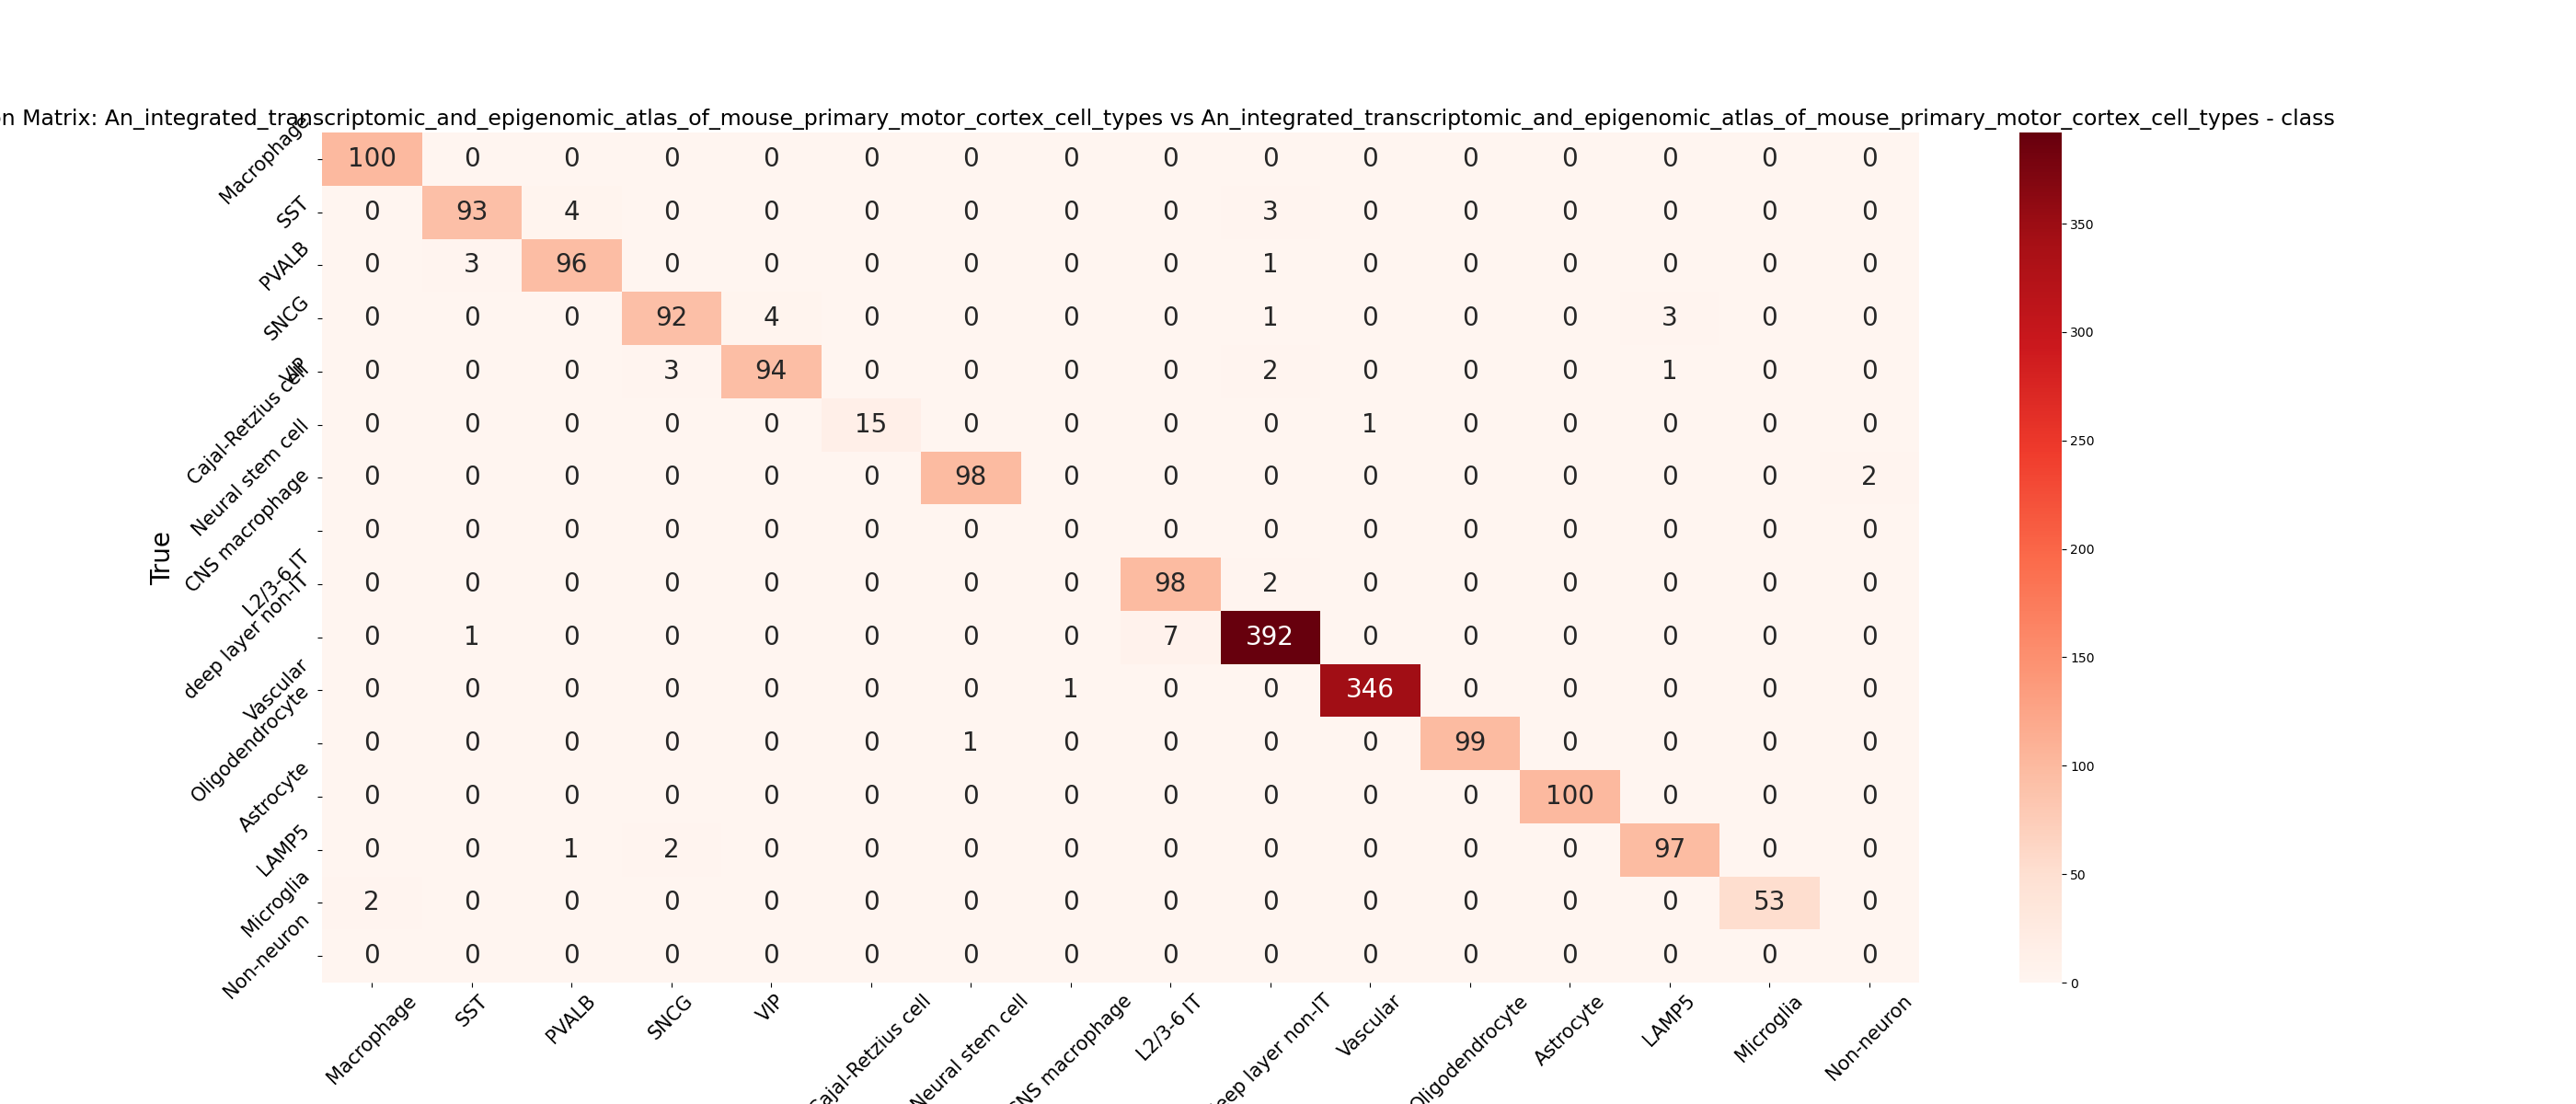 n Matrix: An_integrated_transcriptomic_and_epigenomic_atlas_of_mouse_primary_motor_cortex_cell_types vs An_integrated_transcriptomic_and_epigenomic_atlas_of_mouse_primary_motor_cortex_cell_types - class
Macrophage 100 0 0 0 0 0 0 0 0 0 0 0 0 0 0 0
SST 0 93 4 0 0 0 0 0 0 3 0 0 0 0 0 0
PVALB 0 3 96 0 0 0 0 0 0 1 0 0 0 0 0 0
SNCG 0 0 0 92 4 0 0 0 0 1 0 0 0 3 0 0
VIP 0 0 0 3 94 0 0 0 0 2 0 0 0 1 0 0
Cajal-Retzius cell 0 0 0 0 0 15 0 0 0 0 1 0 0 0 0 0
Neural stem cell 0 0 0 0 0 0 98 0 0 0 0 0 0 0 0 2
CNS macrophage 0 0 0 0 0 0 0 0 0 0 0 0 0 0 0 0
L2/3-6 IT 0 0 0 0 0 0 0 0 98 2 0 0 0 0 0 0
deep layer non-IT 0 1 0 0 0 0 0 0 7 392 0 0 0 0 0 0
Vascular 0 0 0 0 0 0 0 1 0 0 346 0 0 0 0 0
Oligodendrocyte 0 0 0 0 0 0 1 0 0 0 0 99 0 0 0 0
Astrocyte 0 0 0 0 0 0 0 0 0 0 0 0 100 0 0 0
LAMP5 0 0 1 2 0 0 0 0 0 0 0 0 0 97 0 0
Microglia 2 0 0 0 0 0 0 0 0 0 0 0 0 0 53 0
Non-neuron 0 0 0 0 0 0 0 0 0 0 0 0 0 0 0 0
True
Macrophage SST PVALB SNCG VIP Cajal-Retzius cell Neural stem cell CNS macrophage L2/3-6 IT deep layer non-IT Vascular Oligodendrocyte Astrocyte LAMP5 Microglia Non-neuron
350
300
250
200
150
100
50
0